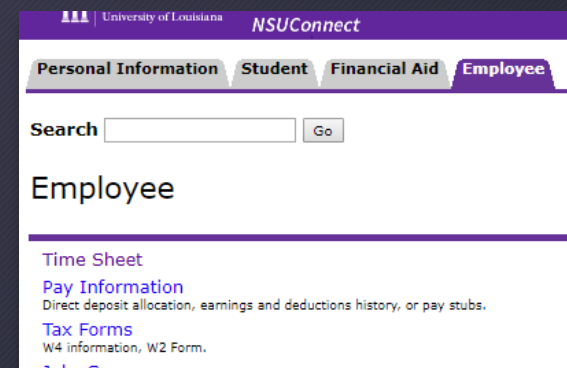 University of Louisiana
NSUConnect
Personal Information Student Financial Aid Employee
Search Go
Employee
Time Sheet
Pay Information
Direct deposit allocation, earnings and deductions history, or pay stubs.
Tax Forms
W4 information, W2 Form.